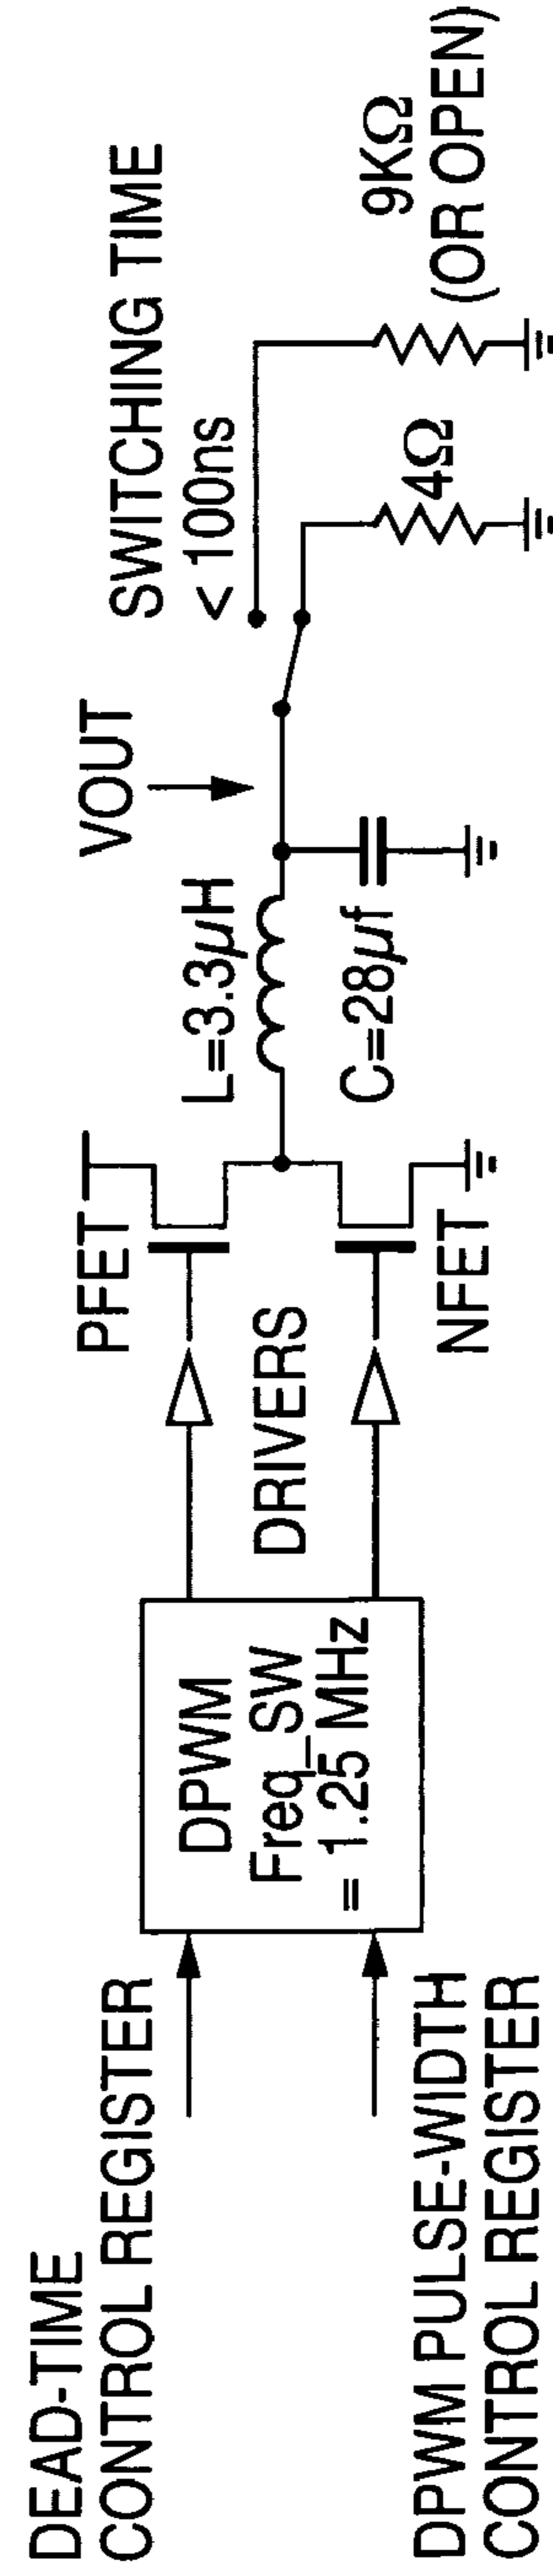 DEAD-TIME
CONTROL REGISTER
DPWM PULSE-WIDTH
CONTROL REGISTER
DPWM
Freq_SW
= 1.25 MHz
DRIVERS
PFET
NFET
L=3.3µH
C=28µf
VOUT
SWITCHING TIME
< 100ns
4Ω
9KΩ
(OR OPEN)